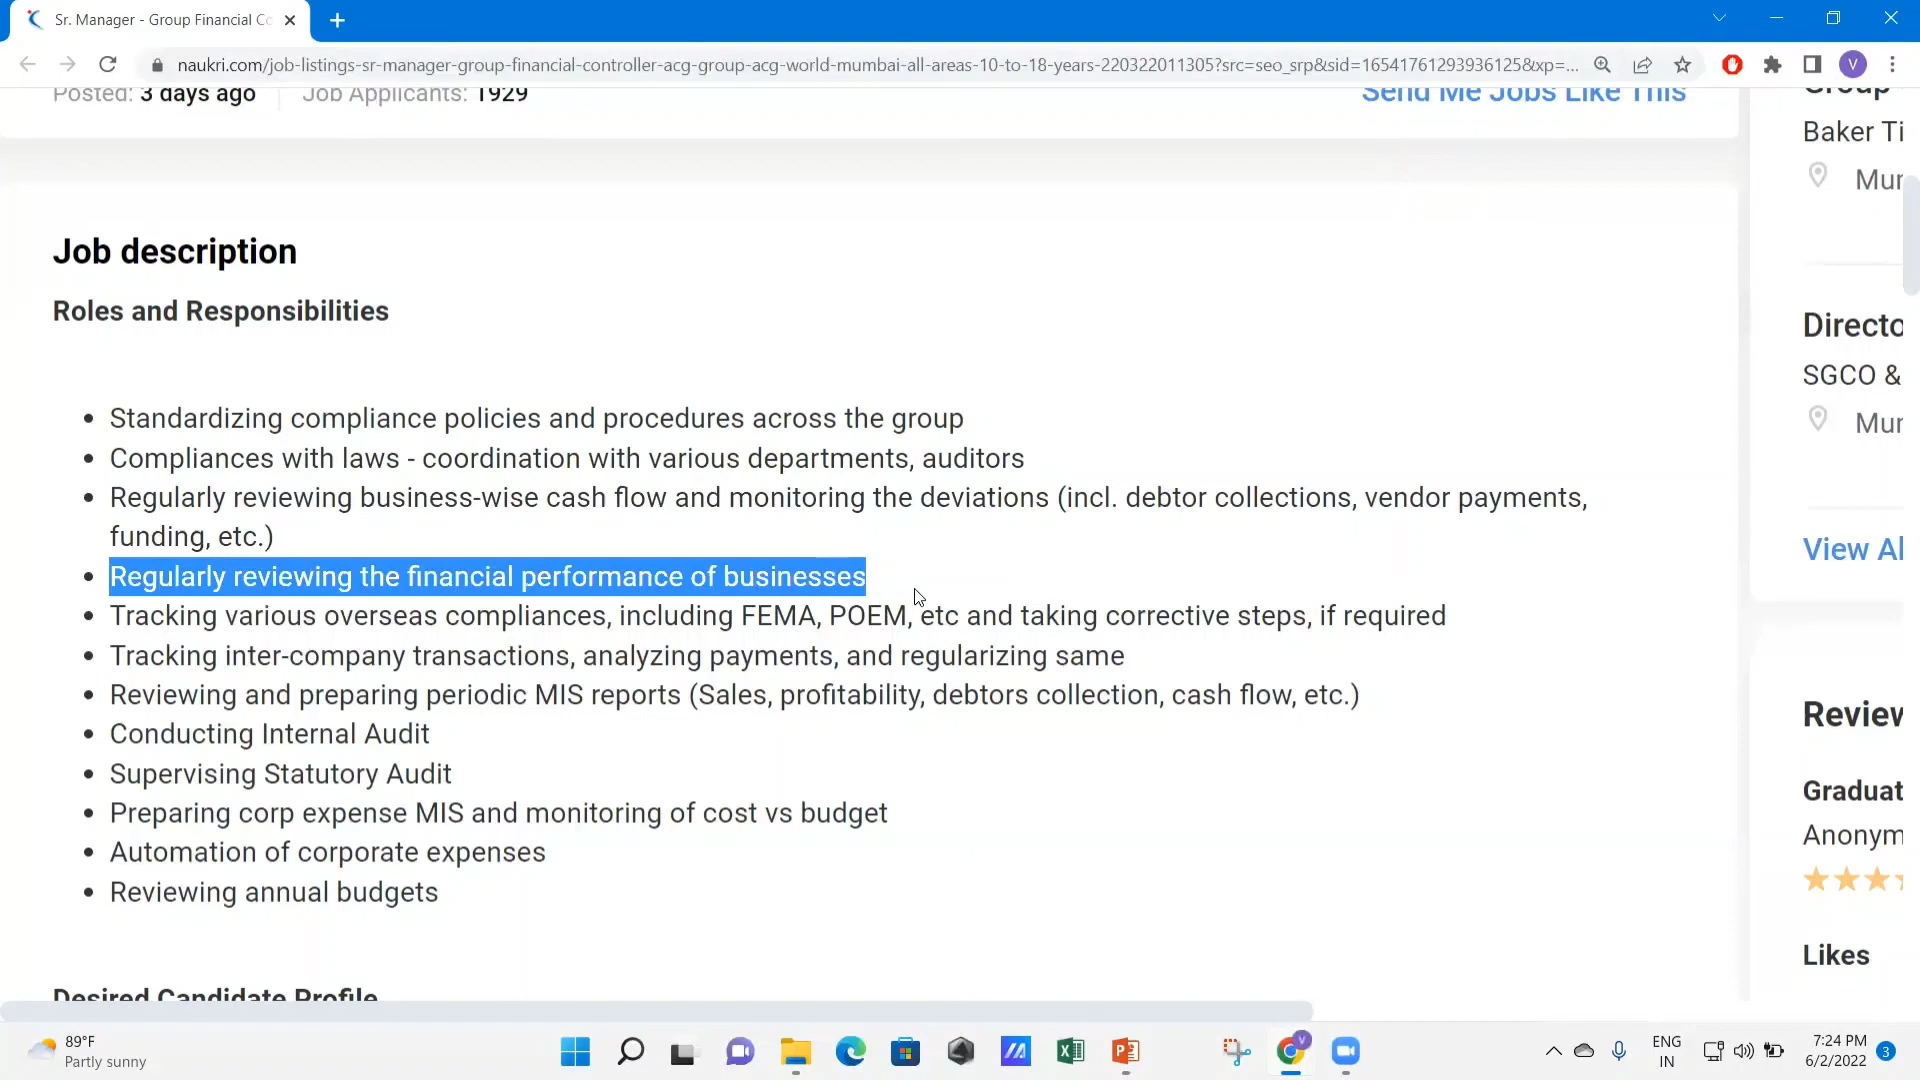 Sr. Manager - Group Financial Co
naukri.com/job-listings-sr-manager-group-financial-controller-acg-group-acg-world-mumbai-all-areas-10-to-18-years-220322011305?src=seo_srp&sid=16541761293936125&xp=...
V
Posted: 3 days ago
Job Applicants: 1929
Send Me Jobs Like This
Job description
Roles and Responsibilities
• Standardizing compliance policies and procedures across the group
• Compliances with laws - coordination with various departments, auditors
• Regularly reviewing business-wise cash flow and monitoring the deviations (incl. debtor collections, vendor payments,
funding, etc.)
• Regularly reviewing the financial performance of businesses
• Tracking various overseas compliances, including FEMA, POEM, etc and taking corrective steps, if required
• Tracking inter-company transactions, analyzing payments, and regularizing same
• Reviewing and preparing periodic MIS reports (Sales, profitability, debtors collection, cash flow, etc.)
• Conducting Internal Audit
• Supervising Statutory Audit
• Preparing corp expense MIS and monitoring of cost vs budget
• Automation of corporate expenses
• Reviewing annual budgets
Desired Candidate Profile
Group
Baker Ti
Mur
Directo
SGCO &
Mur
View Al
Review
Graduat
Anonym
Likes
89°F
Partly sunny
V
ENG
IN
7:24 PM
6/2/2022
3